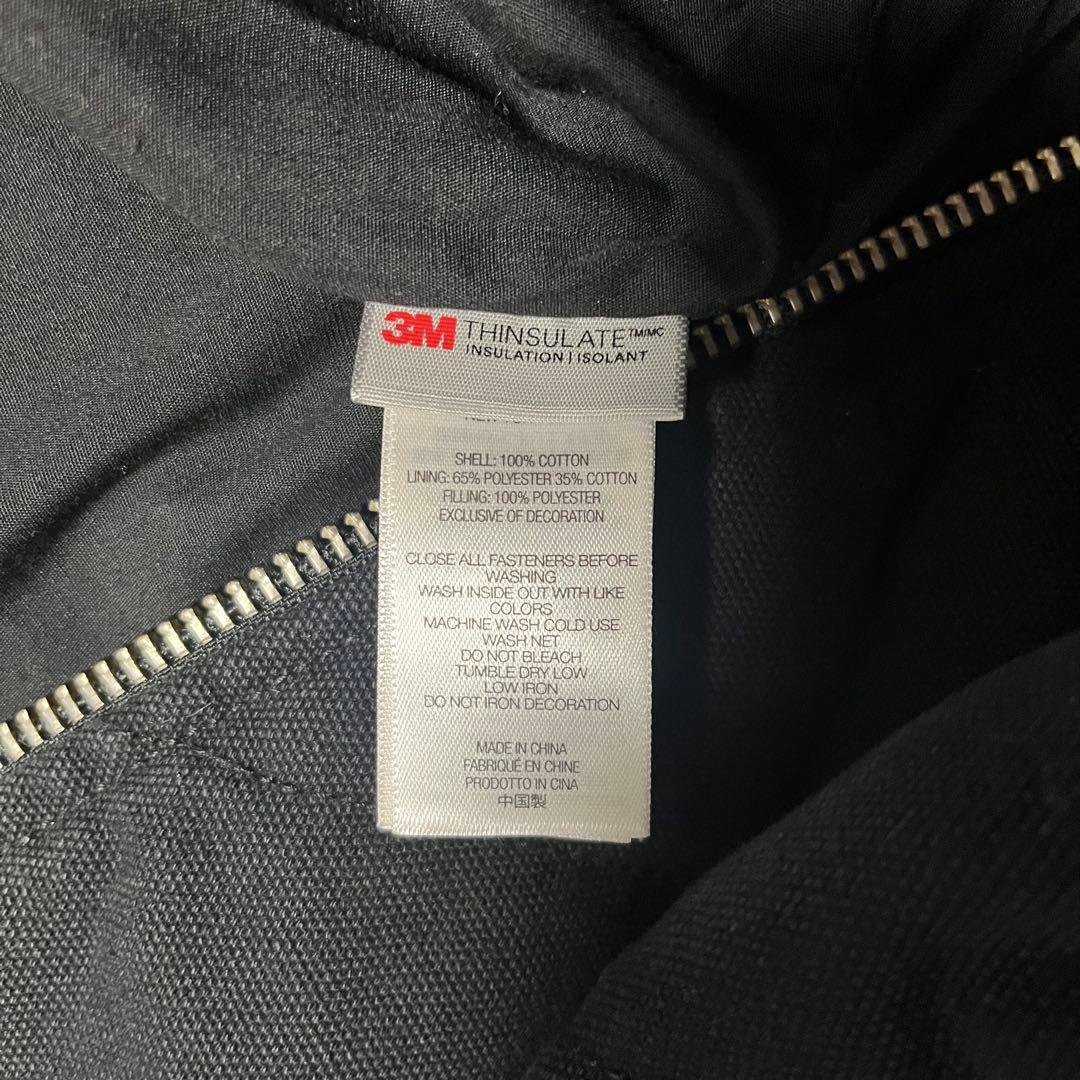 3M THINSULATE TM/MC
INSULATION | ISOLANT
SHELL: 100% COTTON
LINING: 65% POLYESTER 35% COTTON
FILLING: 100% POLYESTER
EXCLUSIVE OF DECORATION
CLOSE ALL FASTENERS BEFORE
WASHING
WASH INSIDE OUT WITH LIKE
COLORS
MACHINE WASH COLD USE
WASH NET
DO NOT BLEACH
TUMBLE DRY LOW
LOW IRON
DO NOT IRON DECORATION
MADE IN CHINA
FABRIQUÉ EN CHINE
PRODOTTO IN CINA
中国製